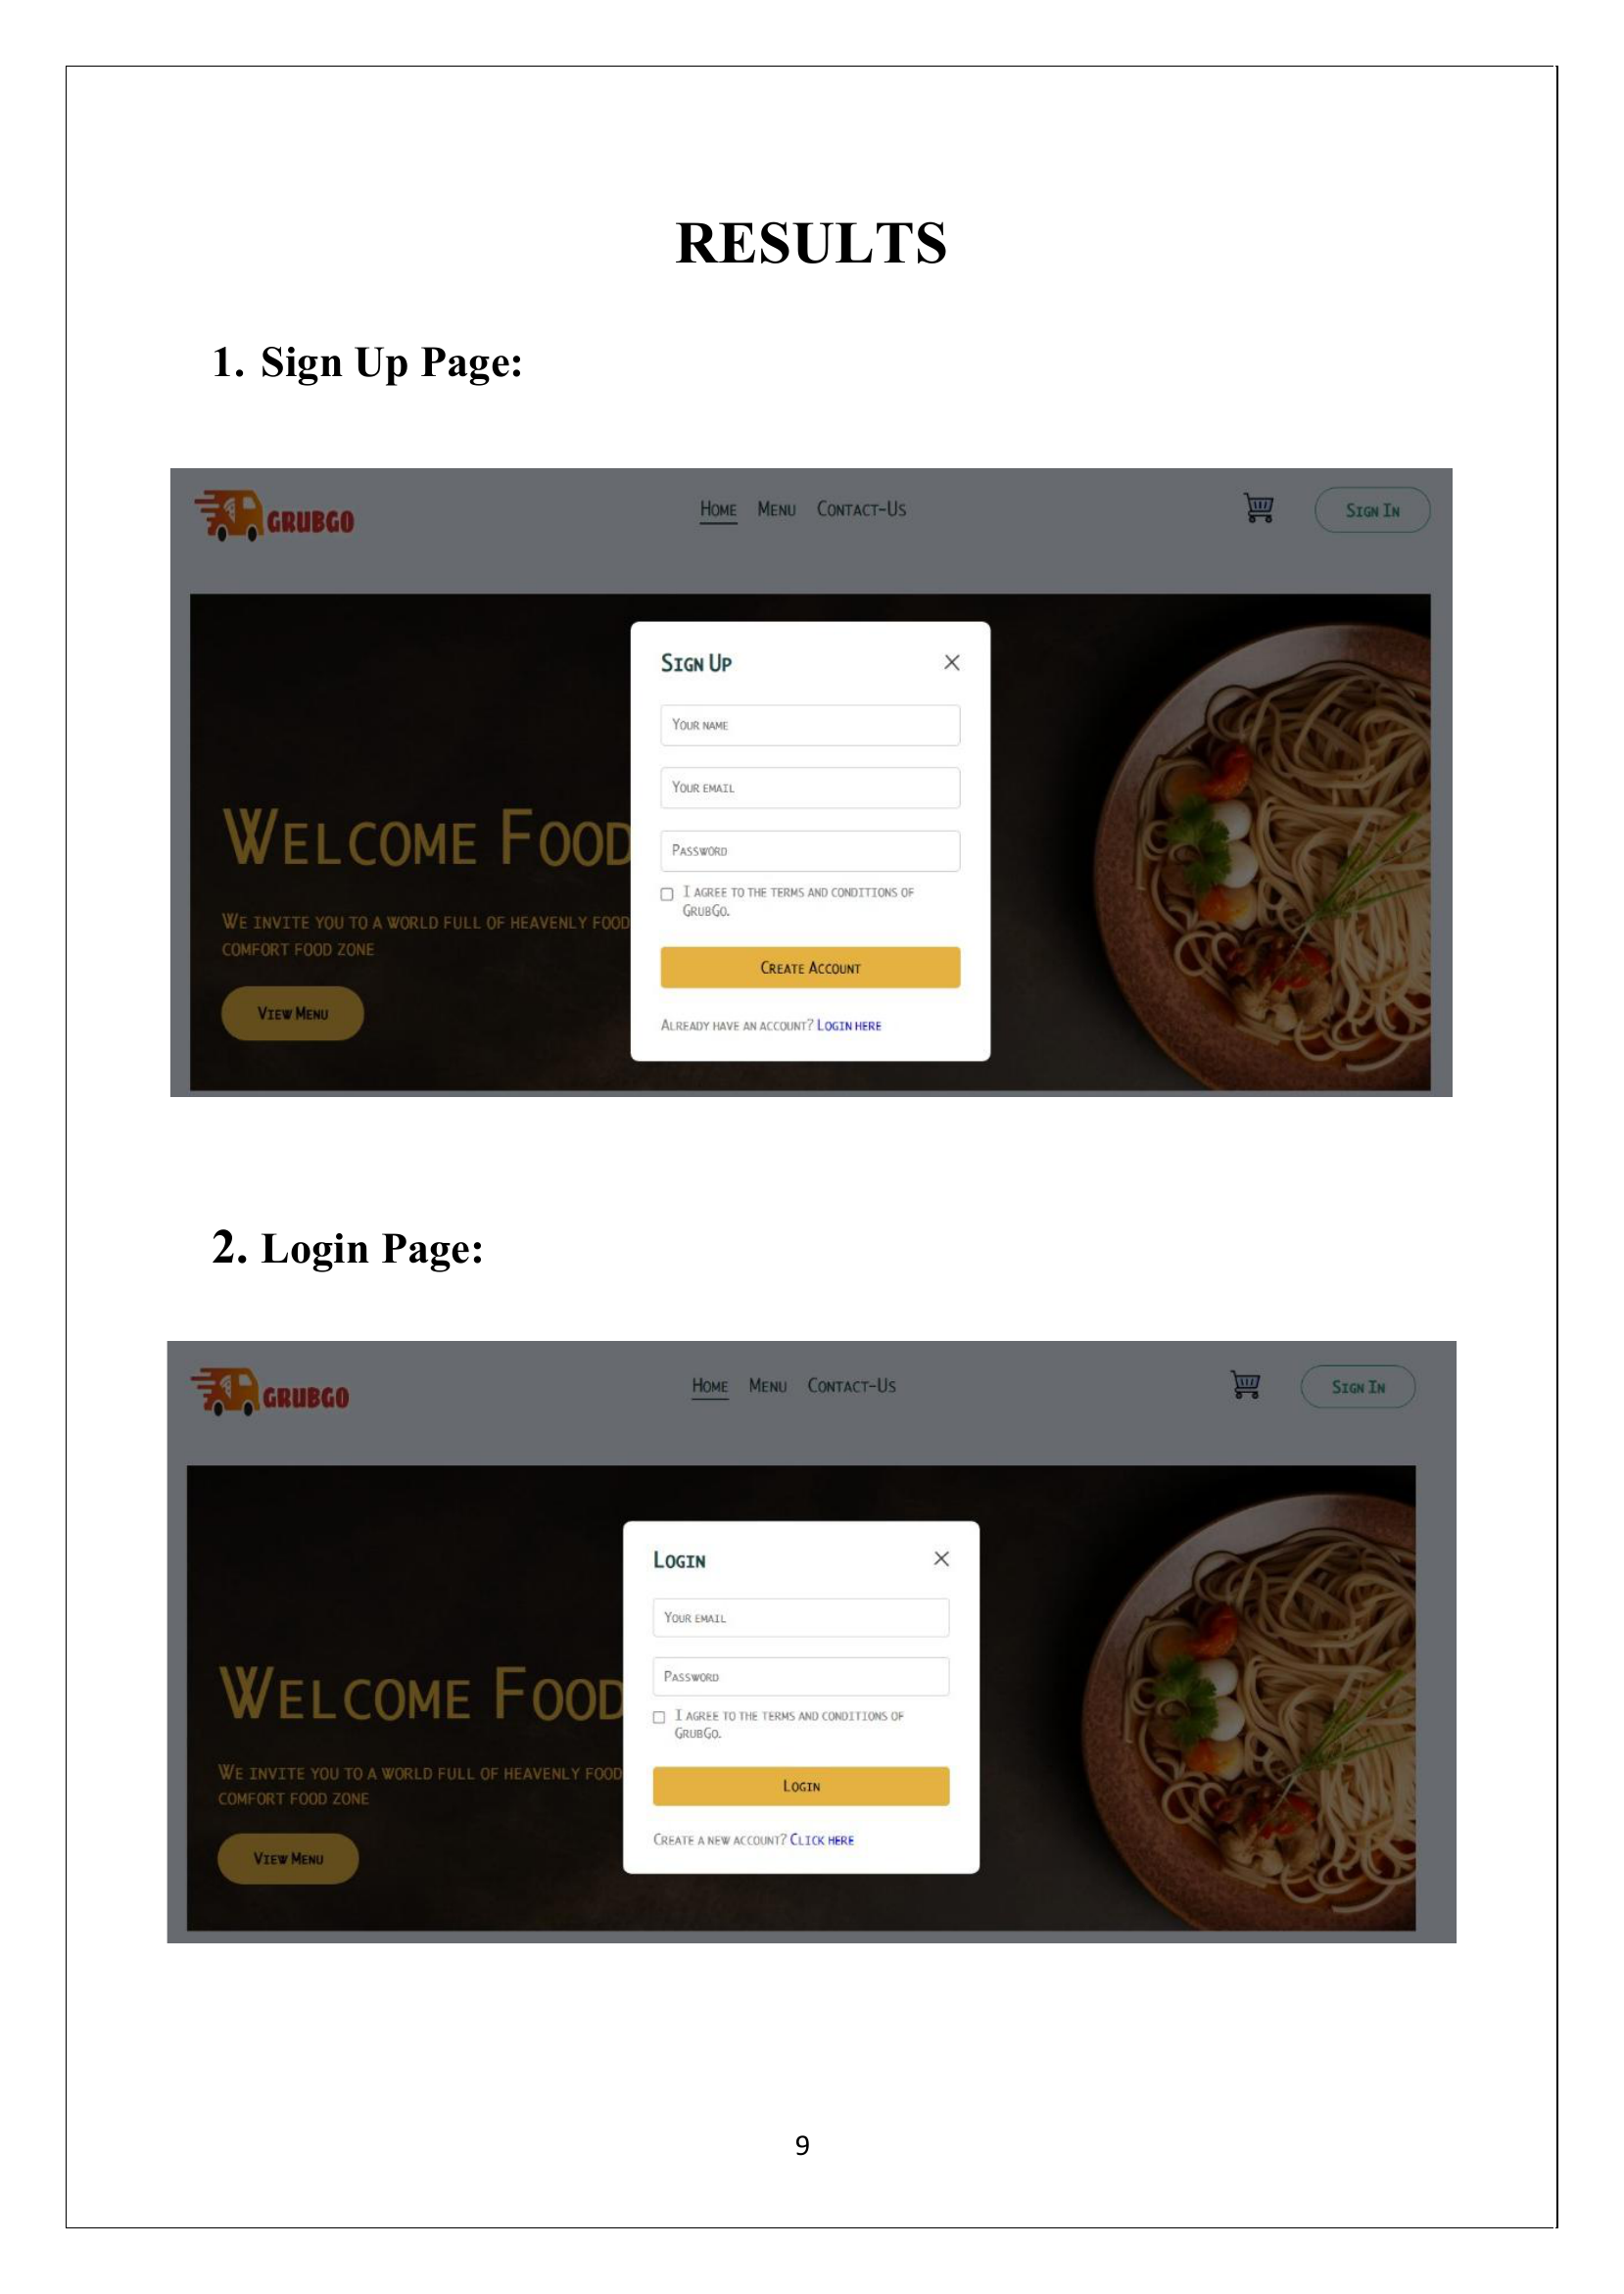 RESULTS
1. Sign Up Page:
GRUBGO
Home Menu Contact-Us
Sign In
Sign Up
Your name
Your email
Welcome Food
Password
I agree to the terms and conditions of
GrubGo.
We invite you to a world full of heavenly food
comfort food zone
Create Account
View Menu
Already have an account? Login here
2. Login Page:
GRUBGO
Home Menu Contact-Us
Sign In
Login
Your email
Password
Welcome Food
I agree to the terms and conditions of
GrubGo.
We invite you to a world full of heavenly food
comfort food zone
Login
Create a new account? Click here
View Menu
9